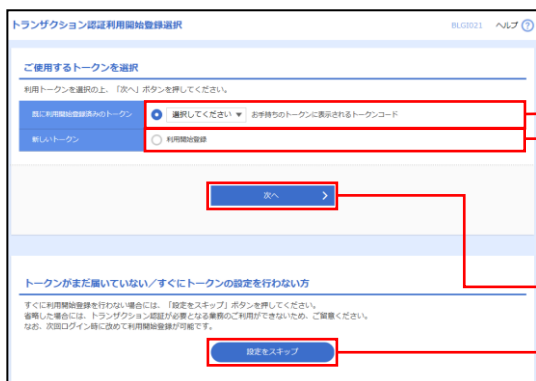 トランザクション認証利用開始登録選択
BLGI021 ヘルプ ?
ご使用するトークンを選択
利用トークンを選択の上、「次へ」ボタンを押してください。
既に利用開始登録済みのトークン 選択してください ▼ お手持ちのトークンに表示されるトークンコード
新しいトークン 利用開始登録
次へ
トークンがまだ届いていない／すぐにトークンの設定を行わない方
すぐに利用開始登録を行わない場合には、「設定をスキップ」ボタンを押してください。
省略した場合には、トランザクション認証が必要となる業務のご利用ができないため、ご留意ください。
なお、次回ログイン時に改めて利用開始登録が可能です。
設定をスキップ